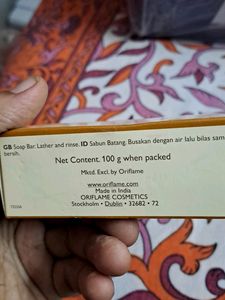 GB Soap Bar. Lather and rinse. ID Sabun Batang. Busakan dengan air lalu bilas sampai
bersih.
Net Content. 100 g when packed
Mktd. Excl. by Oriflame
www.oriflame.com
Made in India
ORIFLAME COSMETICS
Stockholm • Dublin • 32682 • 72